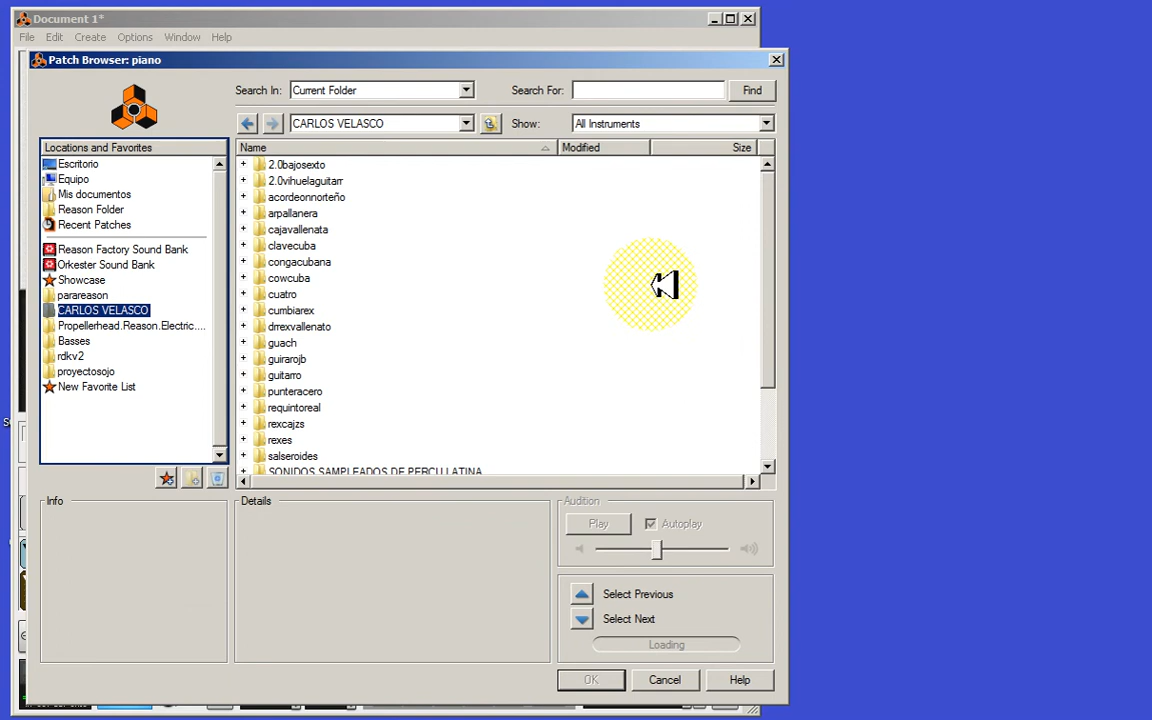 Document 1*
File Edit Create Options Window Help
Patch Browser: piano
Search In: Current Folder Search For: Find
CARLOS VELASCO Show: All Instruments
Locations and Favorites
Escritorio
Equipo
Mis documentos
Reason Folder
Recent Patches
Reason Factory Sound Bank
Orkester Sound Bank
Showcase
parareason
CARLOS VELASCO
Propellerhead.Reason.Electric....
Basses
rdkv2
proyectosojo
New Favorite List
Name Modified Size
2.0bajosexto
2.0vihuelaguitarr
acordeonnorteño
arpallanera
cajavallenata
clavecuba
congacubana
cowcuba
cuatro
cumbiarex
drrexvallenato
guach
guirarojb
guitarro
punteracero
requintoreal
rexcajzs
rexes
salseroides
SONIDOS SAMPLEADOS DE PERCU LATINA
Info
Details
Audition
Play Autoplay
Select Previous
Select Next
Loading
OK Cancel Help